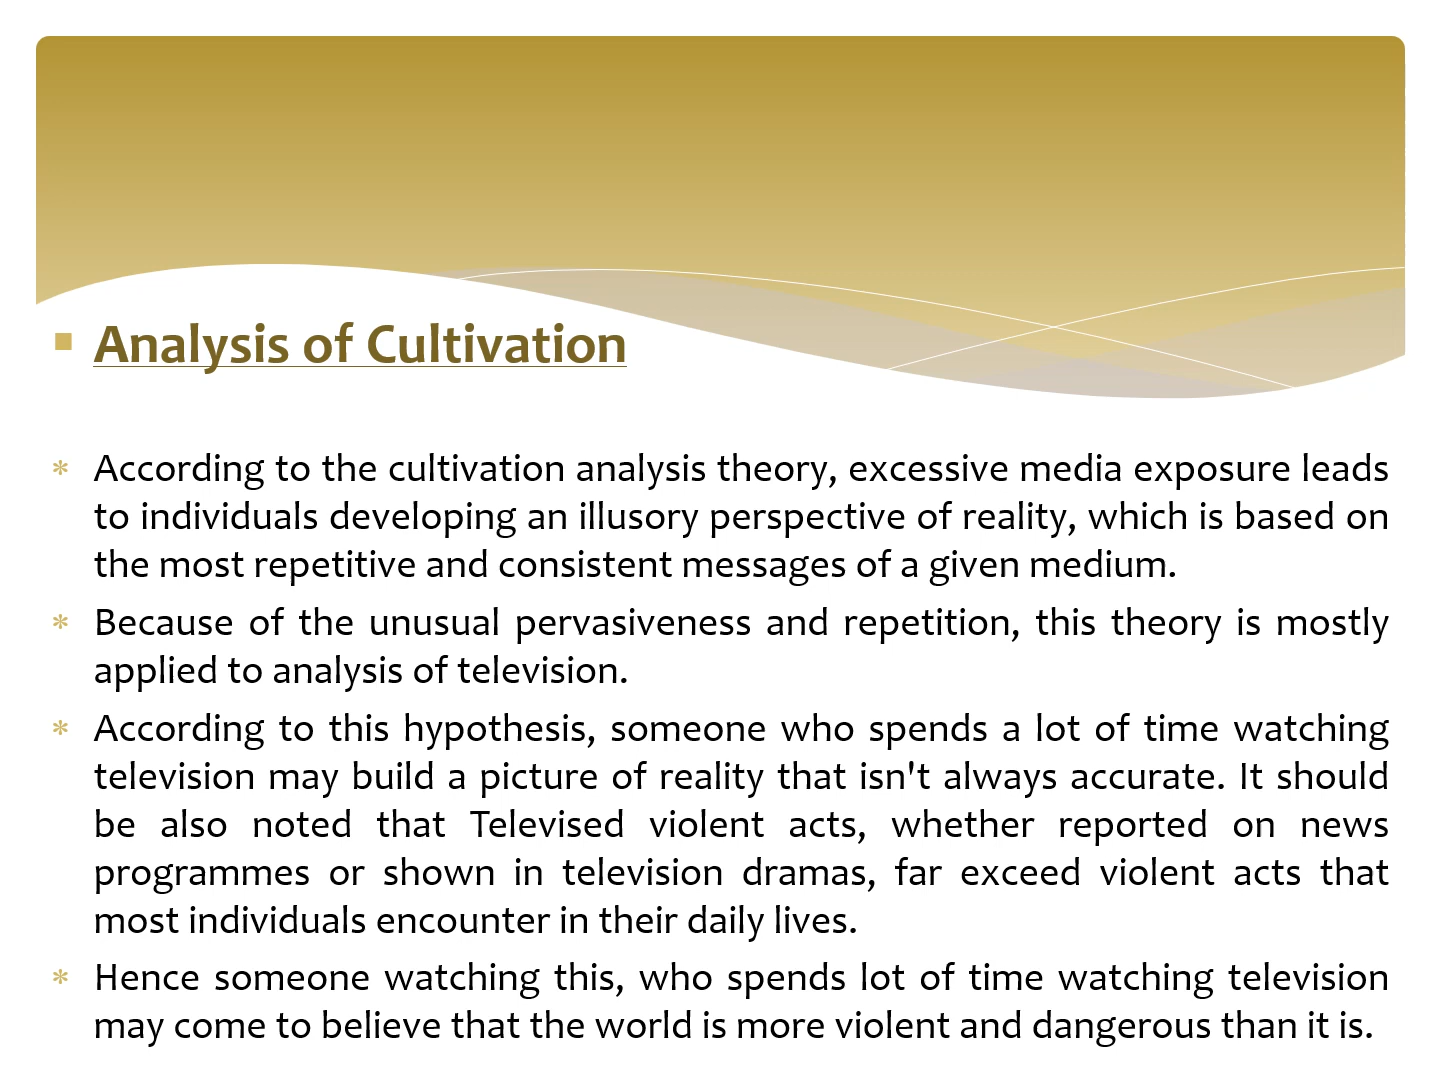 Analysis of Cultivation
According to the cultivation analysis theory, excessive media exposure leads
to individuals developing an illusory perspective of reality, which is based on
the most repetitive and consistent messages of a given medium.
Because of the unusual pervasiveness and repetition, this theory is mostly
applied to analysis of television.
According to this hypothesis, someone who spends a lot of time watching
television may build a picture of reality that isn't always accurate. It should
be also noted that Televised violent acts, whether reported on news
programmes or shown in television dramas, far exceed violent acts that
most individuals encounter in their daily lives.
Hence someone watching this, who spends lot of time watching television
may come to believe that the world is more violent and dangerous than it is.